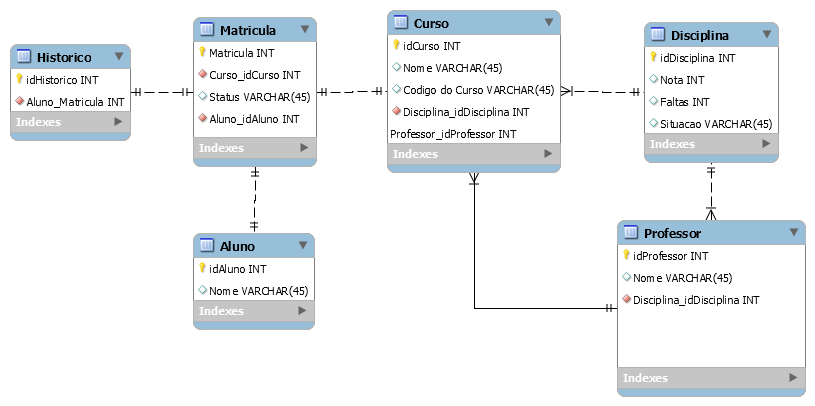 Historico
idHistorico INT
Aluno_Matricula INT
Indexes
Matricula
Matricula INT
Curso_idCurso INT
Status VARCHAR(45)
Aluno_idAluno INT
Indexes
Curso
idCurso INT
Nome VARCHAR(45)
Codigo do Curso VARCHAR(45)
Disciplina_idDisciplina INT
Professor_idProfessor INT
Indexes
Disciplina
idDisciplina INT
Nota INT
Faltas INT
Situacao VARCHAR(45)
Indexes
Aluno
idAluno INT
Nome VARCHAR(45)
Indexes
Professor
idProfessor INT
Nome VARCHAR(45)
Disciplina_idDisciplina INT
Indexes